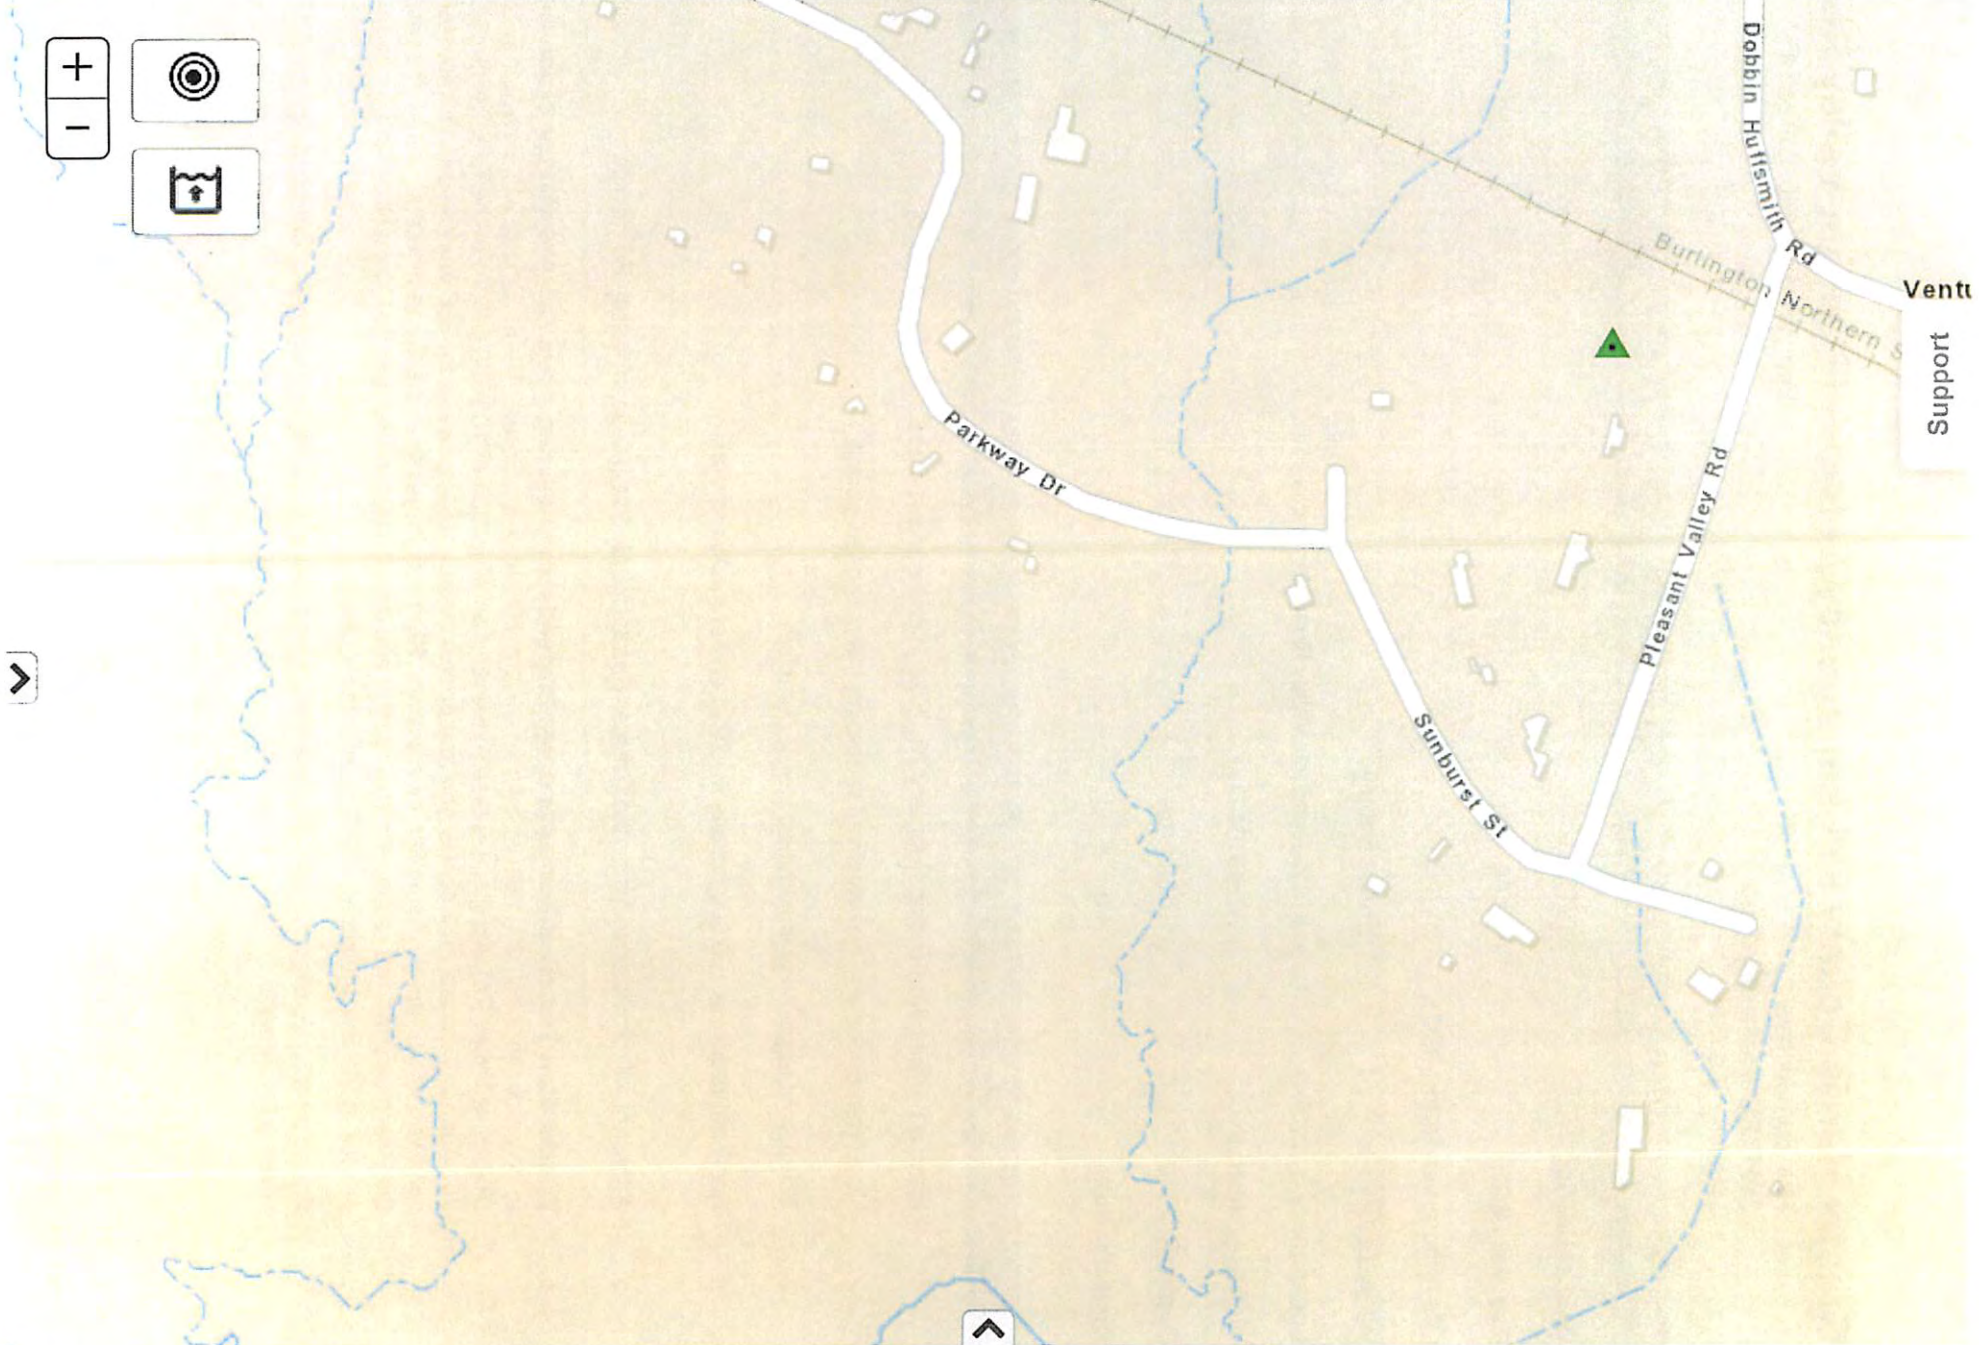 +
−
Dobbin Huffsmith Rd
Burlington Northern S
Ventu
Support
Parkway Dr
Pleasant Valley Rd
Sunburst St